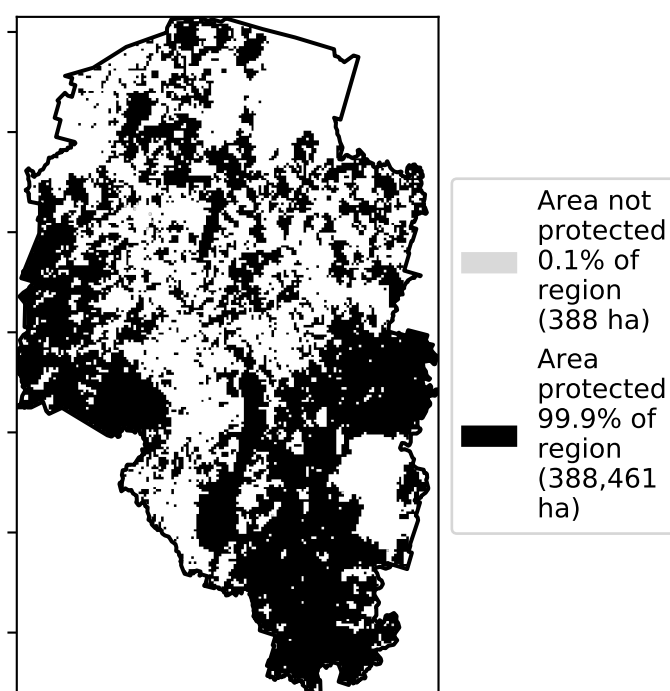 Area not
protected
0.1% of
region
(388 ha)
Area
protected
99.9% of
region
(388,461
ha)